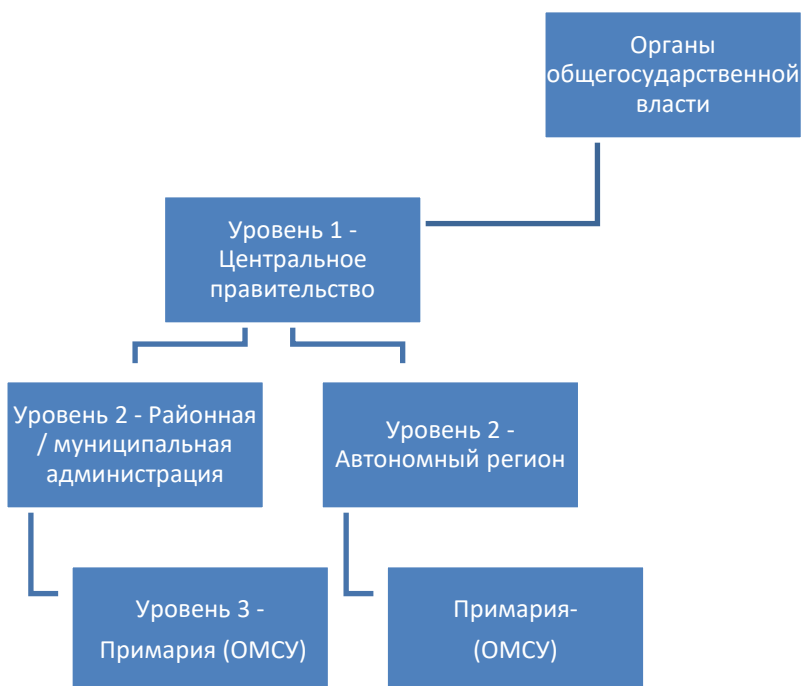 Органы
общегосударственной
власти
Уровень 1 -
Центральное
правительство
Уровень 2 - Районная
/ муниципальная
администрация
Уровень 2 -
Автономный регион
Уровень 3 -
Примария (ОМСУ)
Примария-
(ОМСУ)